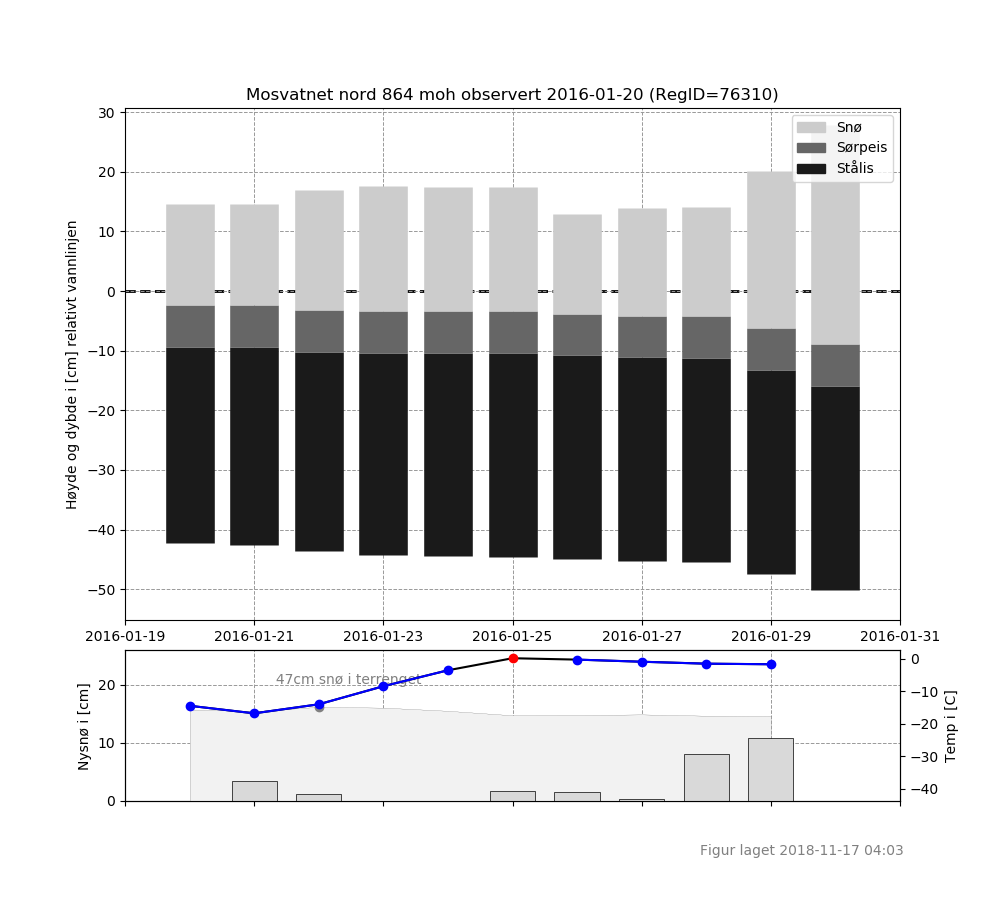 Mosvatnet nord 864 moh observert 2016-01-20 (RegID=76310)
Høyde og dybde i [cm] relativt vannlinjen
30
20
10
0
−10
−20
−30
−40
−50
Snø
Sørpeis
Stålis
2016-01-19 2016-01-21 2016-01-23 2016-01-25 2016-01-27 2016-01-29 2016-01-31
Nysnø i [cm]
20
10
0
47cm snø i terrenget
0
−10
−20
−30
−40
Temp i [C]
Figur laget 2018-11-17 04:03